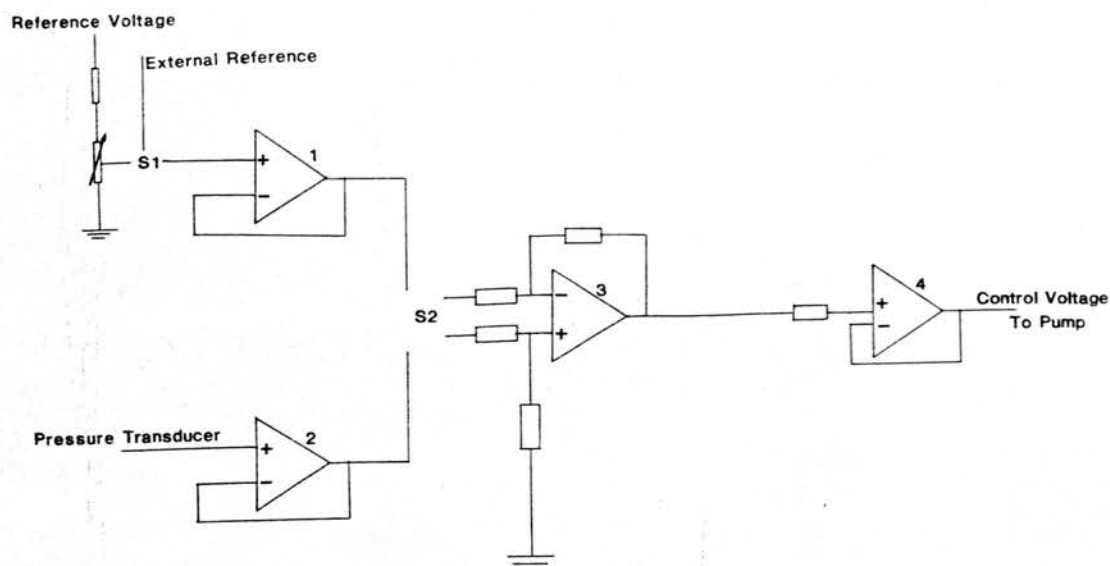 Reference Voltage
External Reference
S1
+
-
1
S2
-
+
3
+
-
4
Control Voltage
To Pump
Pressure Transducer
+
-
2